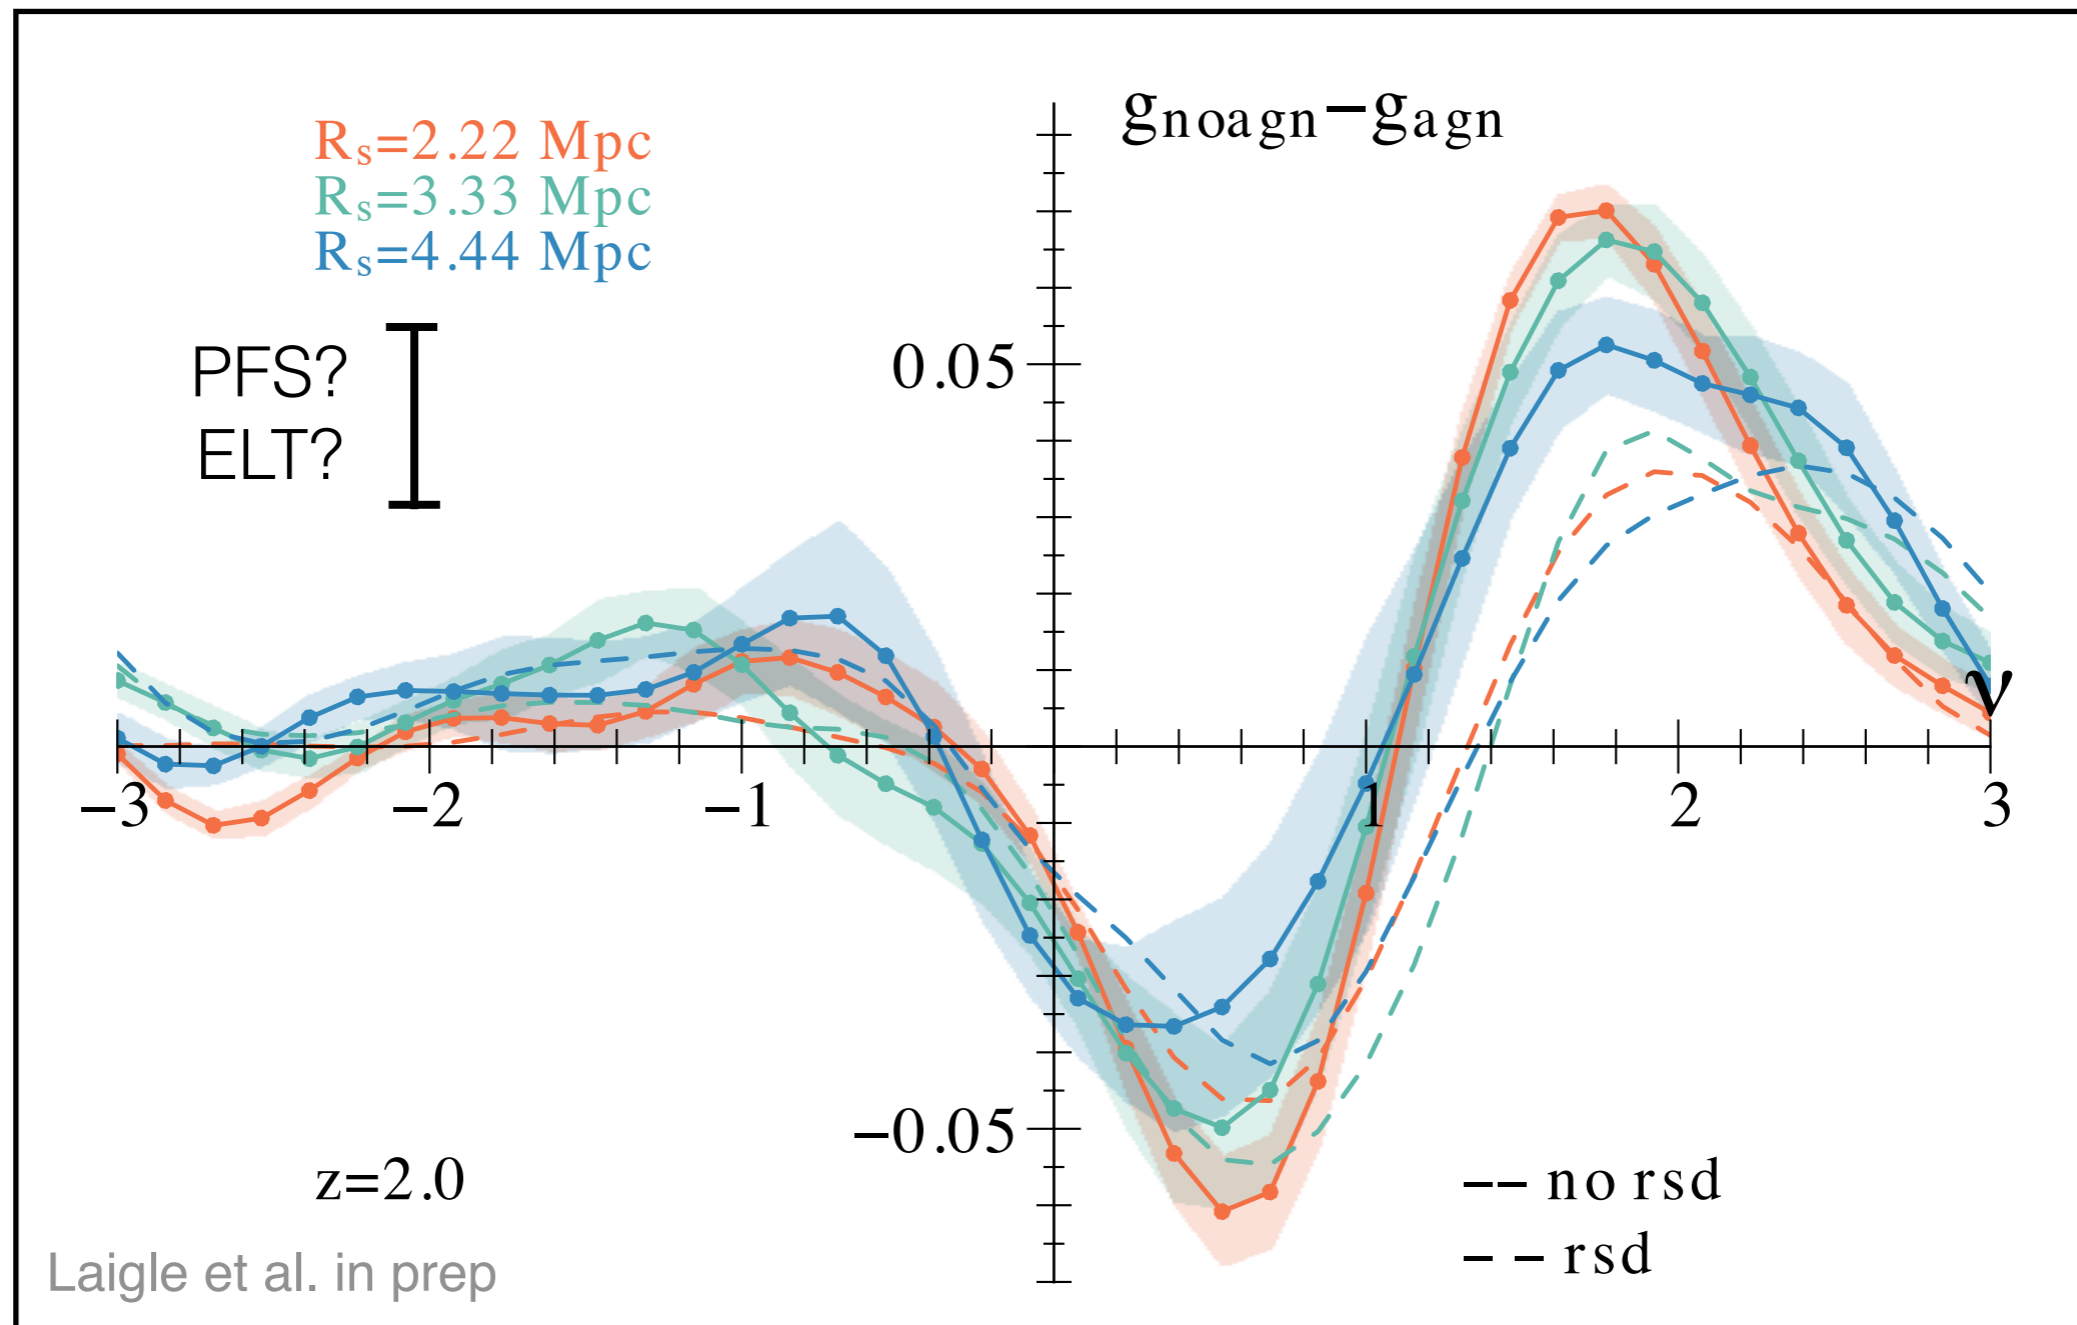 gnoagn−gagn
Rs=2.22 Mpc
Rs=3.33 Mpc
Rs=4.44 Mpc
PFS?
ELT?
0.05
ν
−3
−2
−1
1
2
3
−0.05
z=2.0
−− no rsd
– – rsd
Laigle et al. in prep